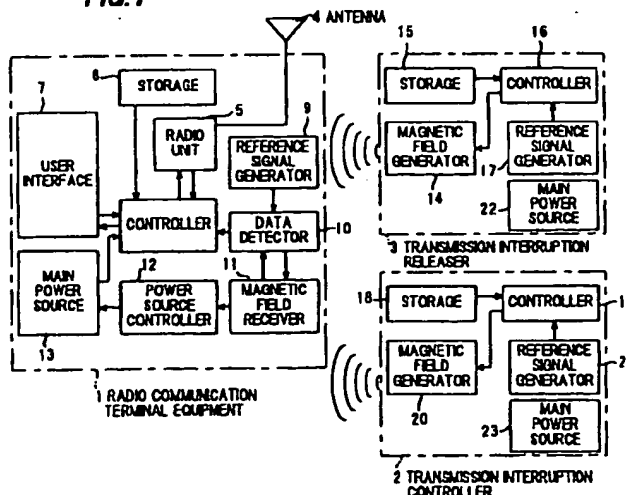 FIG.1
4 ANTENNA
7
6
STORAGE
5
RADIO
UNIT
9
REFERENCE
SIGNAL
GENERATOR
USER
INTERFACE
CONTROLLER
DATA
DETECTOR
10
12
11
MAIN
POWER
SOURCE
POWER
SOURCE
CONTROLLER
MAGNETIC
FIELD
RECEIVER
13
1 RADIO COMMUNICATION
TERMINAL EQUIPMENT
15
16
STORAGE
CONTROLLER
MAGNETIC
FIELD
GENERATOR
REFERENCE
SIGNAL
GENERATOR
17
14
22
MAIN
POWER
SOURCE
3 TRANSMISSION INTERRUPTION
RELEASER
18
STORAGE
CONTROLLER
MAGNETIC
FIELD
GENERATOR
REFERENCE
SIGNAL
GENERATOR
20
23
MAIN
POWER
SOURCE
2 TRANSMISSION INTERRUPTION
CONTROLLER